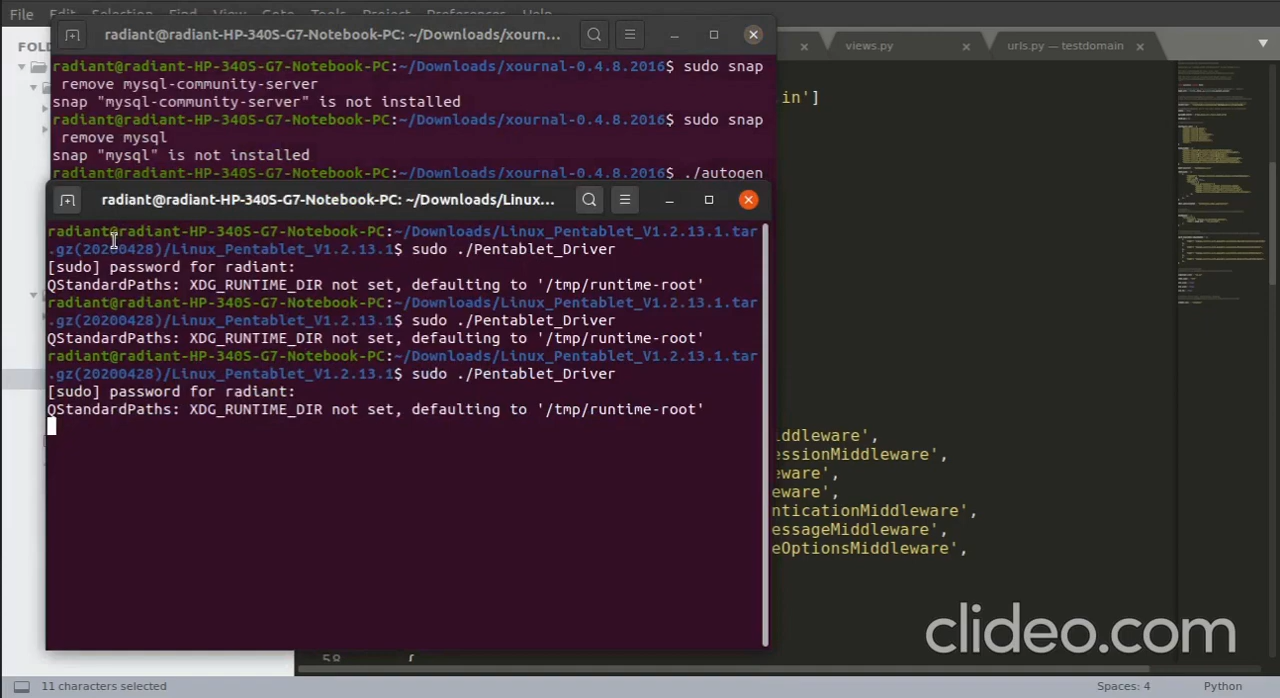 File Edit Selection Find View Goto Tools Project Preferences Help
radiant@radiant-HP-340S-G7-Notebook-PC: ~/Downloads/xourn...
FOL
views.py
urls.py — testdomain
radiant@radiant-HP-340S-G7-Notebook-PC:~/Downloads/xournal-0.4.8.2016$ sudo snap
remove mysql-community-server
snap "mysql-community-server" is not installed
radiant@radiant-HP-340S-G7-Notebook-PC:~/Downloads/xournal-0.4.8.2016$ sudo snap
remove mysql
snap "mysql" is not installed
radiant@radiant-HP-340S-G7-Notebook-PC:~/Downloads/xournal-0.4.8.2016$ ./autogen
in']
radiant@radiant-HP-340S-G7-Notebook-PC: ~/Downloads/Linux...
radiant@radiant-HP-340S-G7-Notebook-PC:~/Downloads/Linux_Pentablet_V1.2.13.1.tar
.gz(20200428)/Linux_Pentablet_V1.2.13.1$ sudo ./Pentablet_Driver
[sudo] password for radiant:
QStandardPaths: XDG_RUNTIME_DIR not set, defaulting to '/tmp/runtime-root'
radiant@radiant-HP-340S-G7-Notebook-PC:~/Downloads/Linux_Pentablet_V1.2.13.1.tar
.gz(20200428)/Linux_Pentablet_V1.2.13.1$ sudo ./Pentablet_Driver
QStandardPaths: XDG_RUNTIME_DIR not set, defaulting to '/tmp/runtime-root'
radiant@radiant-HP-340S-G7-Notebook-PC:~/Downloads/Linux_Pentablet_V1.2.13.1.tar
.gz(20200428)/Linux_Pentablet_V1.2.13.1$ sudo ./Pentablet_Driver
[sudo] password for radiant:
QStandardPaths: XDG_RUNTIME_DIR not set, defaulting to '/tmp/runtime-root'
iddleware',
essionMiddleware',
eware',
leware',
nticationMiddleware',
essageMiddleware',
eOptionsMiddleware',
clideo.com
58
11 characters selected
Spaces: 4
Python